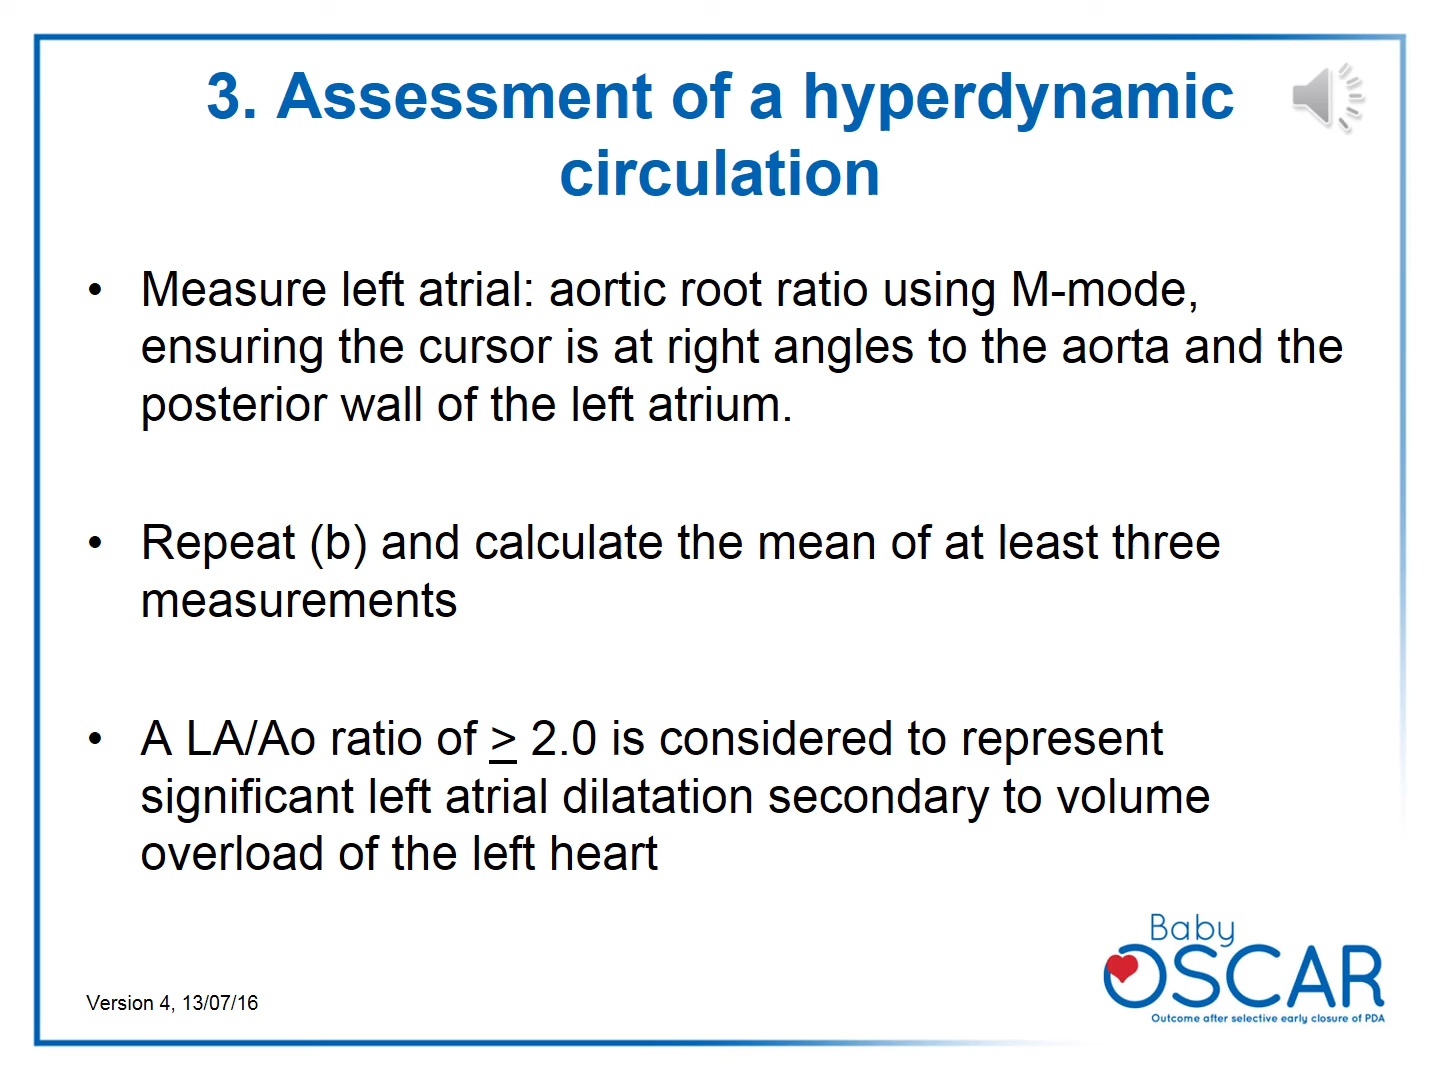 3. Assessment of a hyperdynamic
circulation
• Measure left atrial: aortic root ratio using M-mode,
ensuring the cursor is at right angles to the aorta and the
posterior wall of the left atrium.
• Repeat (b) and calculate the mean of at least three
measurements
• A LA/Ao ratio of > 2.0 is considered to represent
significant left atrial dilatation secondary to volume
overload of the left heart
Baby
OSCAR
Outcome after selective early closure of PDA
Version 4, 13/07/16